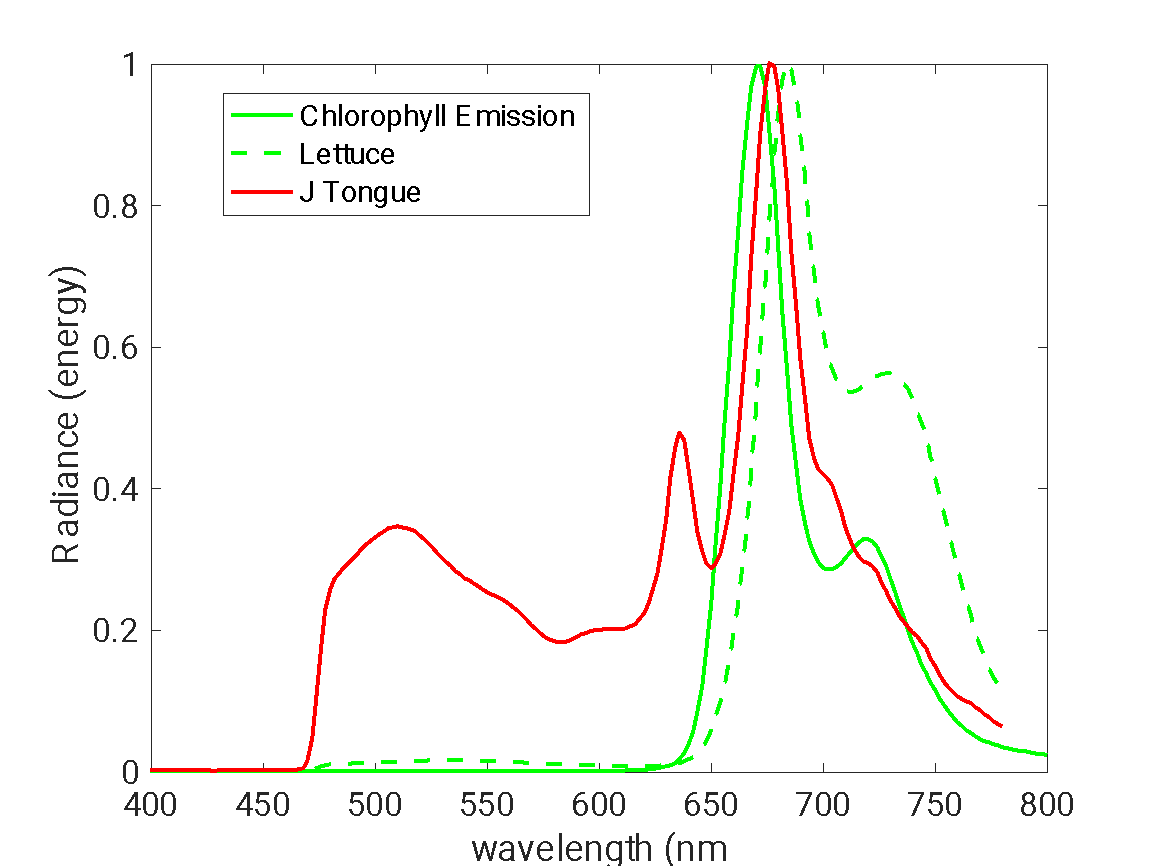 1
0.8
0.6
0.4
0.2
0
Radiance (energy)
Chlorophyll Emission
Lettuce
J Tongue
400 450 500 550 600 650 700 750 800
wavelength (nm